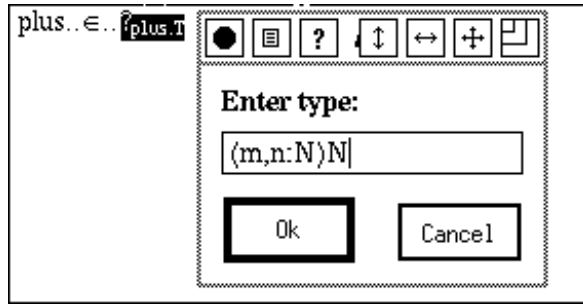 plus..∈..?plus.T
?
Enter type:
(m,n:N)N
Ok
Cancel